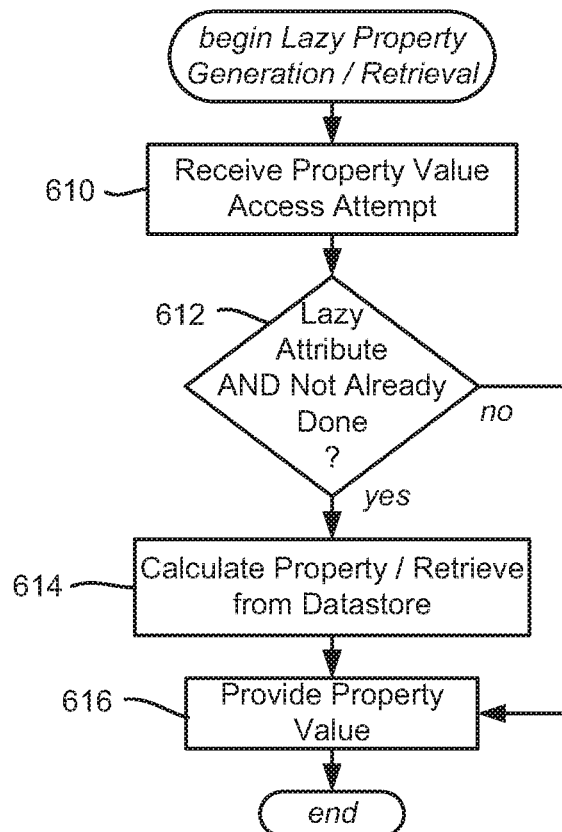 begin Lazy Property
Generation / Retrieval
610
Receive Property Value
Access Attempt
612
Lazy
Attribute
AND Not Already
Done
?
no
yes
614
Calculate Property / Retrieve
from Datastore
616
Provide Property
Value
end